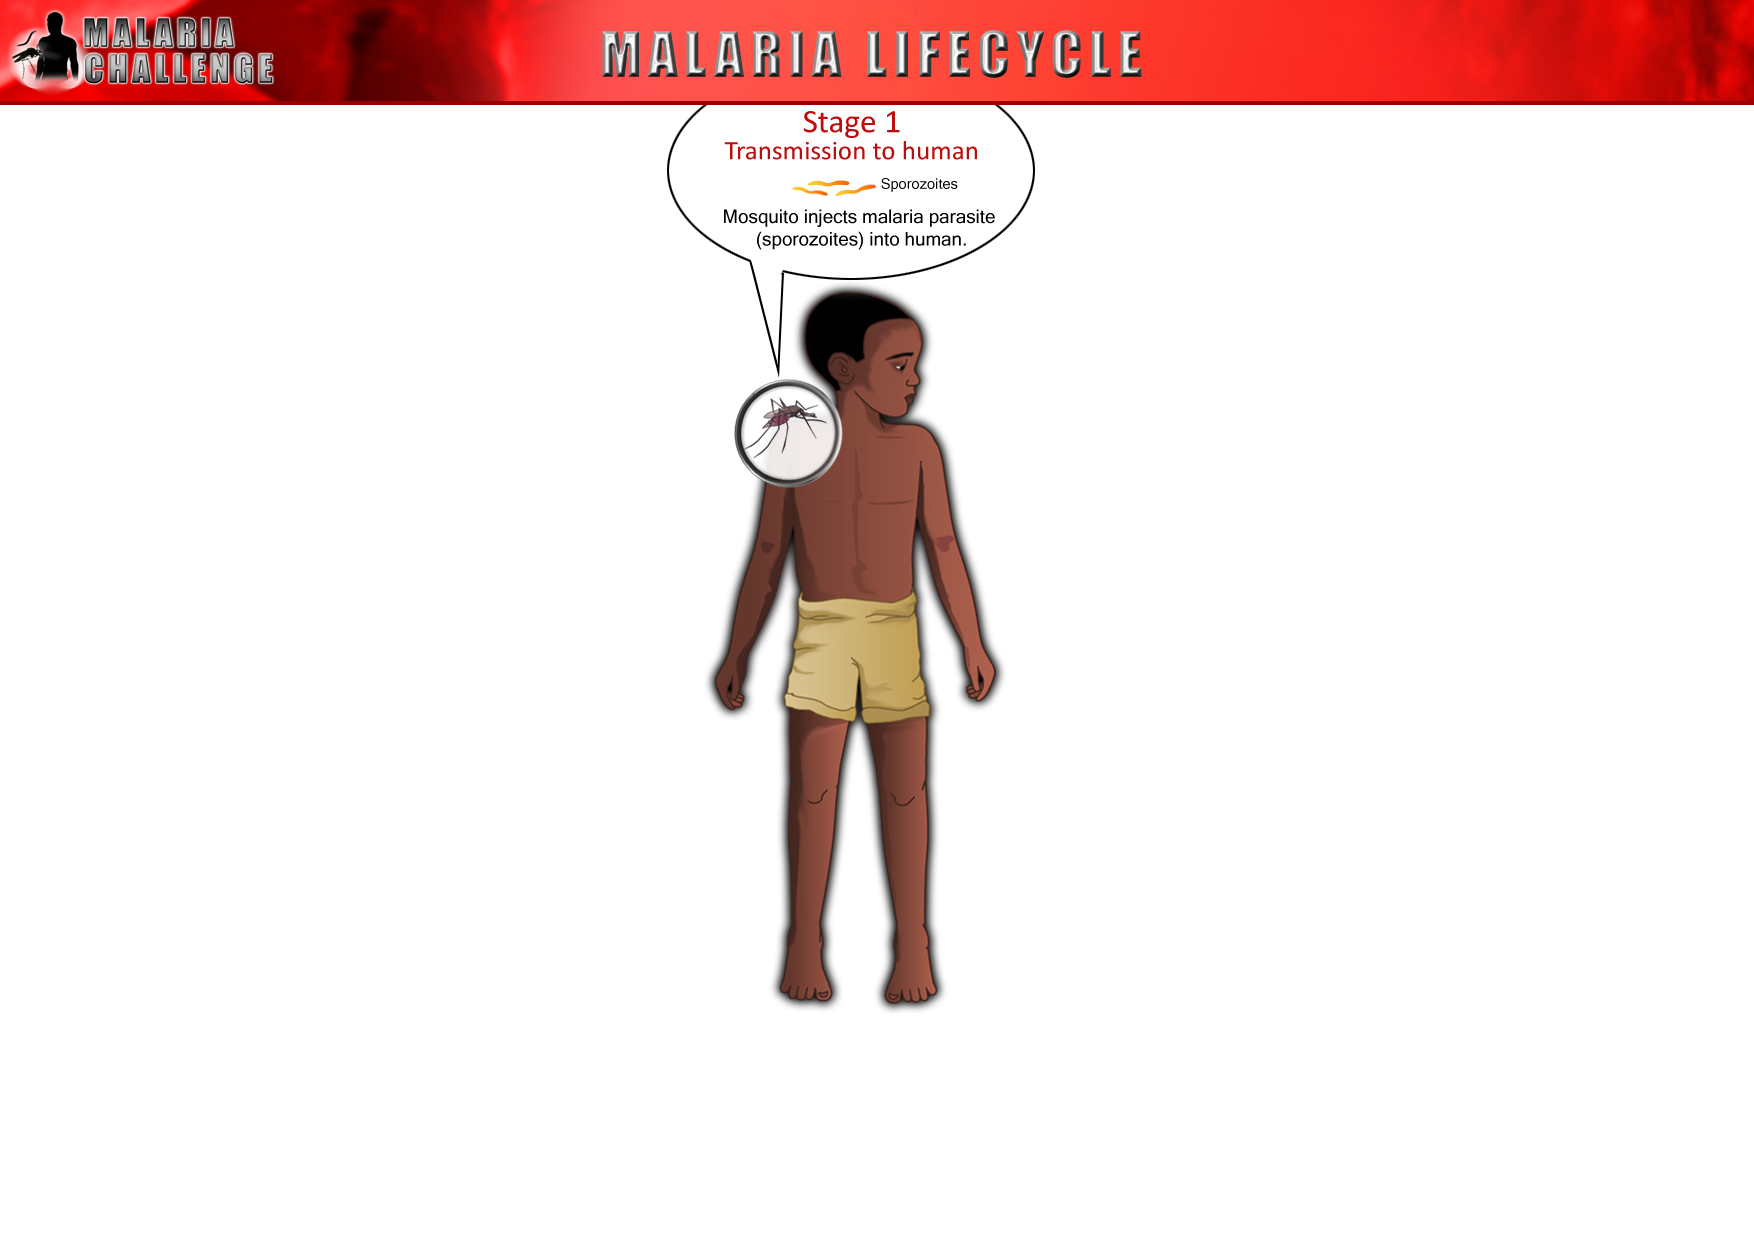 MALARIA
CHALLENGE
MALARIA LIFECYCLE
Stage 1
Transmission to human
Sporozoites
Mosquito injects malaria parasite
(sporozoites) into human.